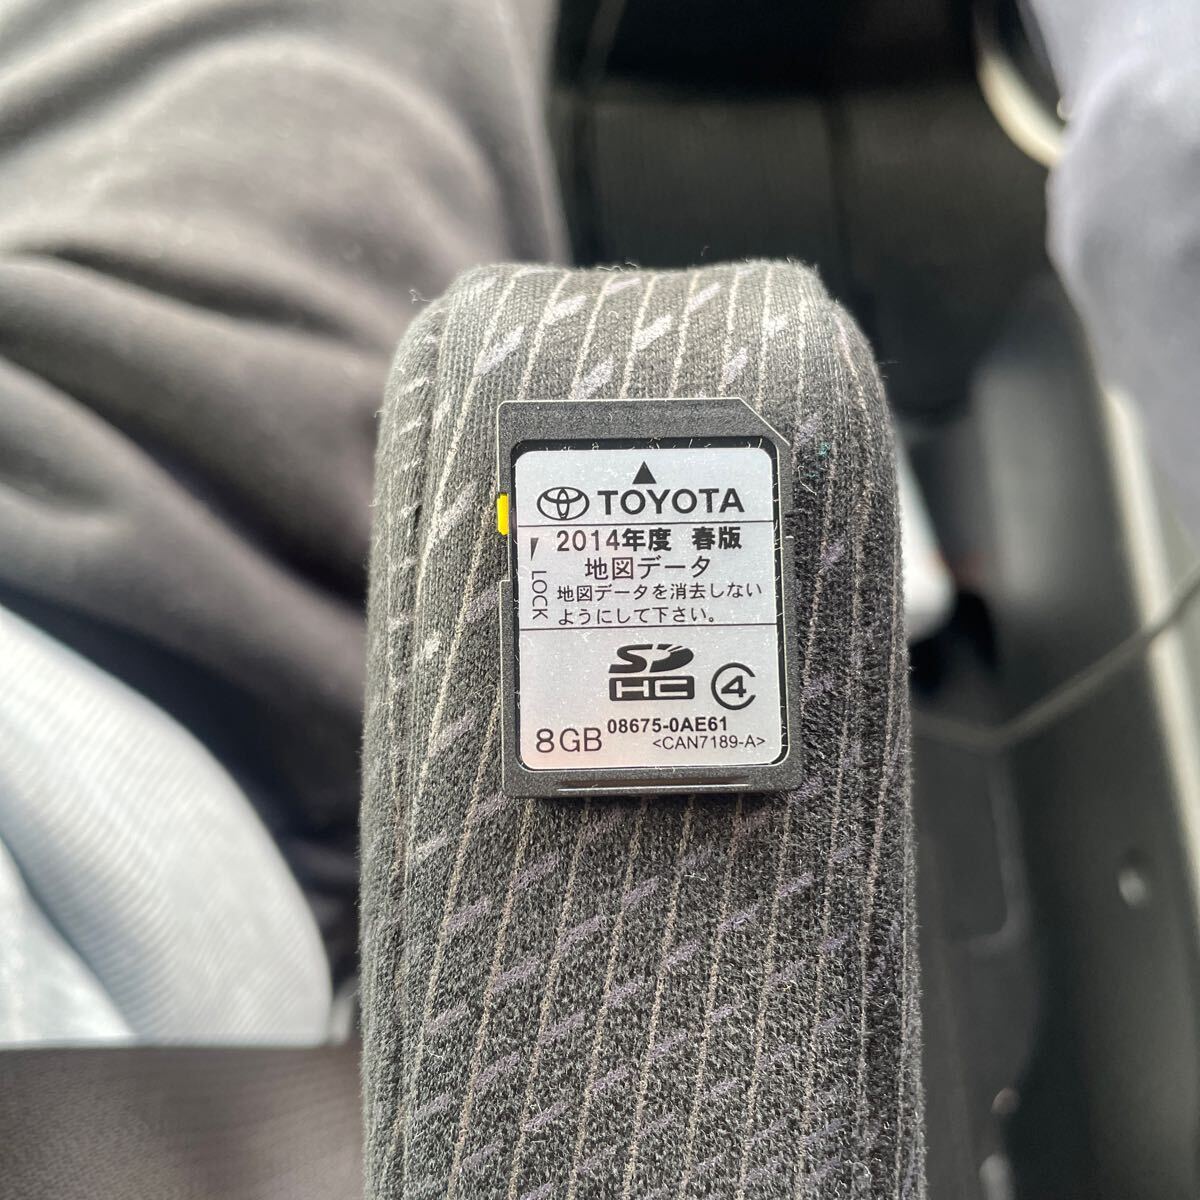 TOYOTA
2014年度 春版
地図データ
LOCK
地図データを消去しない
ようにして下さい。
SD
HC
4
8GB
08675-0AE61
<CAN7189-A>